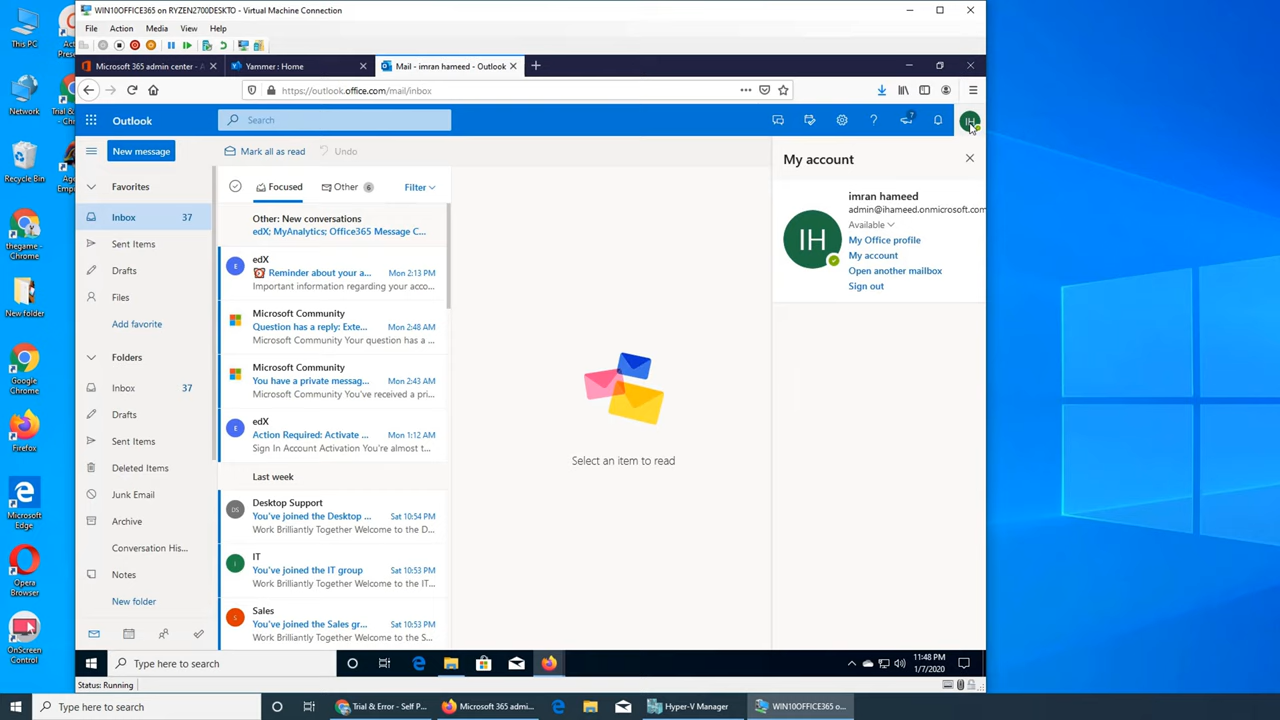 WIN10OFFICE365 on RYZEN2700DESKTO - Virtual Machine Connection
File Action Media View Help
Microsoft 365 admin center - A
Yammer : Home
Mail - imran hameed - Outlook
https://outlook.office.com/mail/inbox
Outlook
Search
New message
Mark all as read
Undo
My account
Favorites
Inbox 37
Sent Items
Drafts
Files
Add favorite
Folders
Inbox 37
Drafts
Sent Items
Deleted Items
Junk Email
Archive
Conversation His...
Notes
New folder
Focused
Other 6
Filter
Other: New conversations
edX; MyAnalytics; Office365 Message C...
E
edX
Reminder about your a... Mon 2:13 PM
Important information regarding your acco...
Microsoft Community
Question has a reply: Exte... Mon 2:48 AM
Microsoft Community Your question has a ...
Microsoft Community
You have a private messag... Mon 2:43 AM
Microsoft Community You've received a pri...
E
edX
Action Required: Activate ... Mon 1:12 AM
Sign In Account Activation You're almost t...
Last week
DS
Desktop Support
You've joined the Desktop ... Sat 10:54 PM
Work Brilliantly Together Welcome to the D...
I
IT
You've joined the IT group Sat 10:53 PM
Work Brilliantly Together Welcome to the I...
S
Sales
You've joined the Sales gr... Sat 10:53 PM
Work Brilliantly Together Welcome to the S...
Select an item to read
IH
IH
imran hameed
admin@ihameed.onmicrosoft.com
Available
My Office profile
My account
Open another mailbox
Sign out
Type here to search
11:48 PM
1/7/2020
Status: Running
This PC
Network
Recycle Bin
thegame - Chrome
New folder
Google Chrome
Firefox
Microsoft Edge
Opera Browser
OnScreen Control
Type here to search
Trial & Error - Self P...
Microsoft 365 admi...
Hyper-V Manager
WIN10OFFICE365 o...